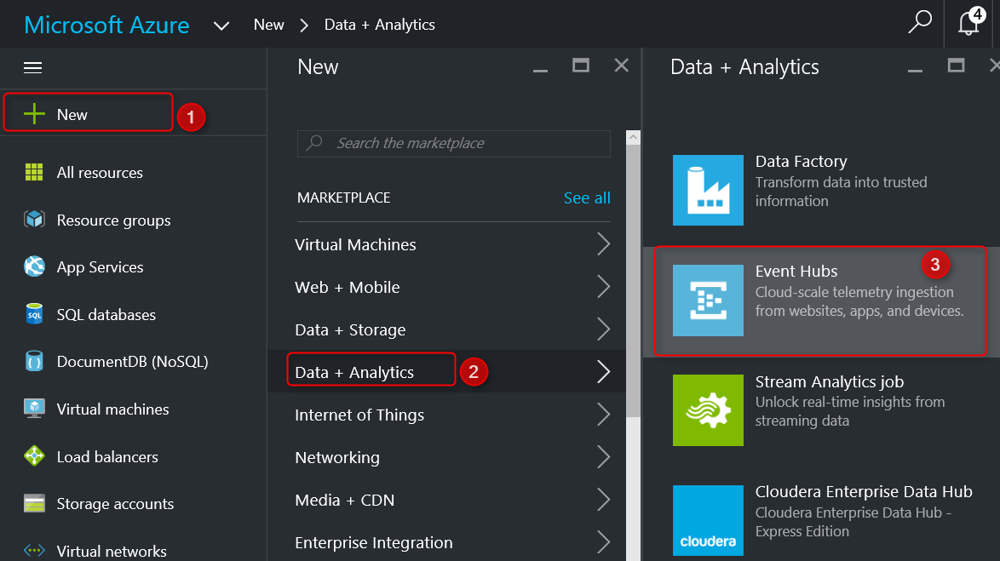 Microsoft Azure
New
Data + Analytics
4
New
1
All resources
Resource groups
App Services
SQL
SQL databases
DocumentDB (NoSQL)
Virtual machines
Load balancers
Storage accounts
Virtual networks
New
Search the marketplace
MARKETPLACE
See all
Virtual Machines
Web + Mobile
Data + Storage
Data + Analytics
2
Internet of Things
Networking
Media + CDN
Enterprise Integration
Data + Analytics
Data Factory
Transform data into trusted
information
Event Hubs
3
Cloud-scale telemetry ingestion
from websites, apps, and devices.
Stream Analytics job
Unlock real-time insights from
streaming data
cloudera
Cloudera Enterprise Data Hub
Cloudera Enterprise Data Hub -
Express Edition